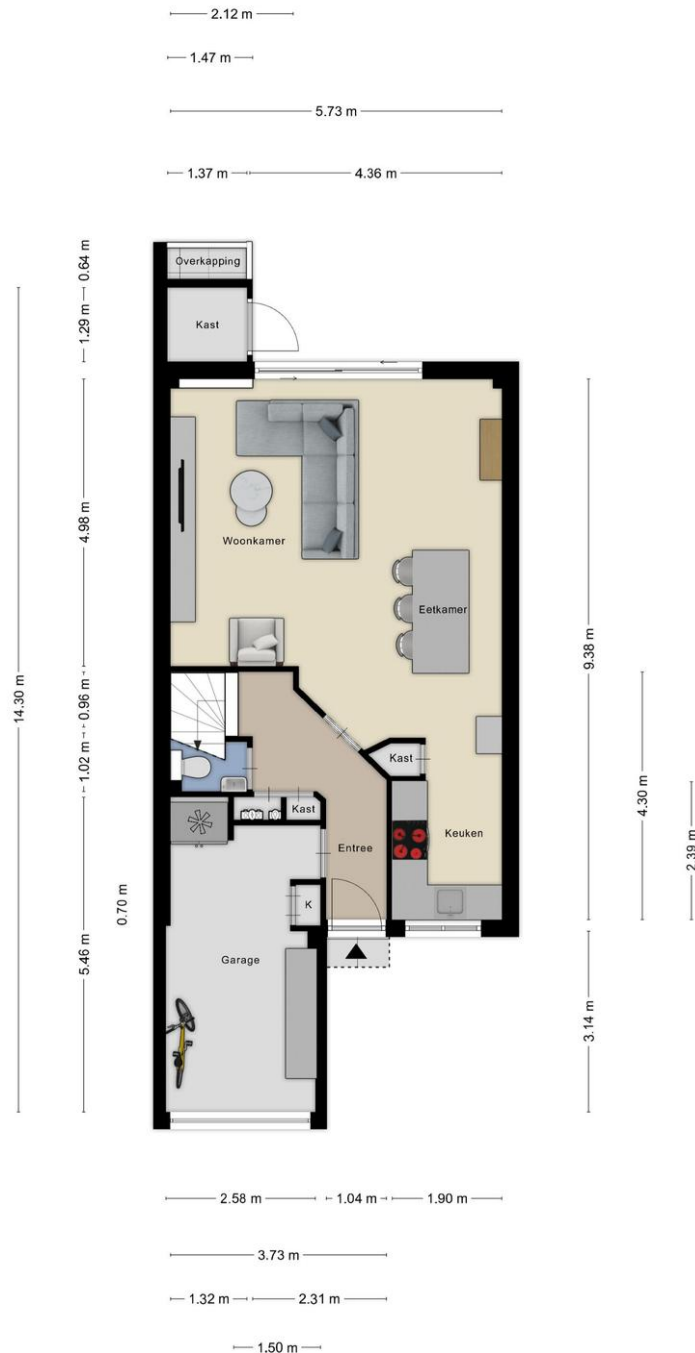 2.12 m
1.47 m
5.73 m
1.37 m
4.36 m
0.64 m
Overkapping
1.29 m
Kast
4.98 m
Woonkamer
Eetkamer
9.38 m
14.30 m
0.96 m
1.02 m
Kast
4.30 m
Kast
Keuken
2.39 m
Entree
0.70 m
K
5.46 m
Garage
3.14 m
2.58 m
1.04 m
1.90 m
3.73 m
1.32 m
2.31 m
1.50 m